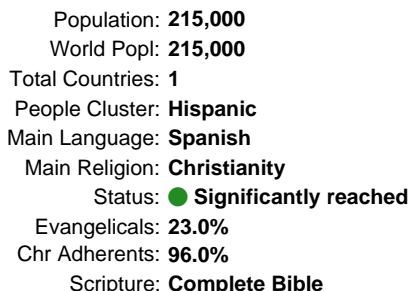 Population: 215,000
World Popl: 215,000
Total Countries: 1
People Cluster: Hispanic
Main Language: Spanish
Main Religion: Christianity
Status: Significantly reached
Evangelicals: 23.0%
Chr Adherents: 96.0%
Scripture: Complete Bible